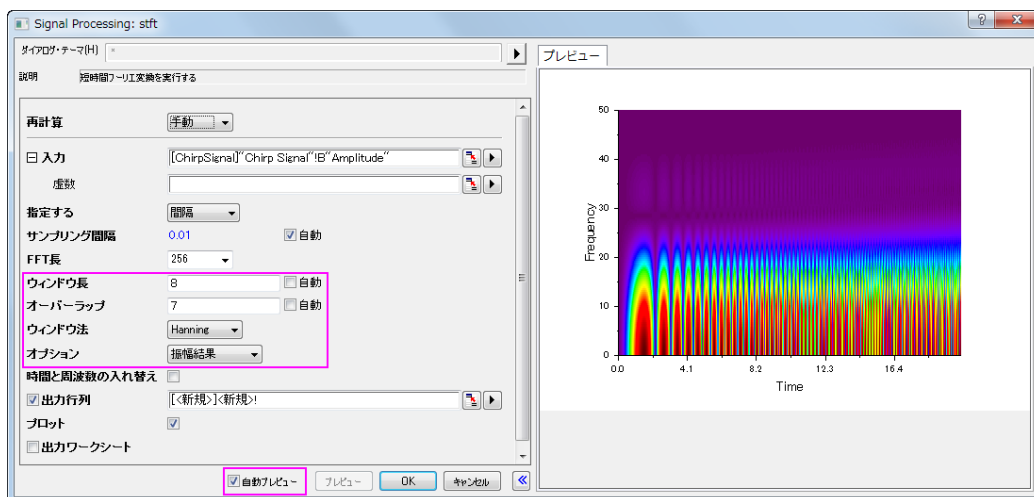 Signal Processing: stft
ダイアログ・テーマ(H) *
説明 短時間フーリエ変換を実行する
再計算 手動
入力 [ChirpSignal]"Chirp Signal"!B"Amplitude"
虚数
指定する 間隔
サンプリング間隔 0.01 自動
FFT長 256
ウィンドウ長 8 自動
オーバーラップ 7 自動
ウィンドウ法 Hanning
オプション 振幅結果
時間と周波数の入れ替え
出力行列 [<新規>]<新規>!
プロット
出力ワークシート
自動プレビュー プレビュー OK キャンセル
プレビュー
50
40
30
20
10
0
Frequency
0.0 4.1 8.2 12.3 16.4
Time